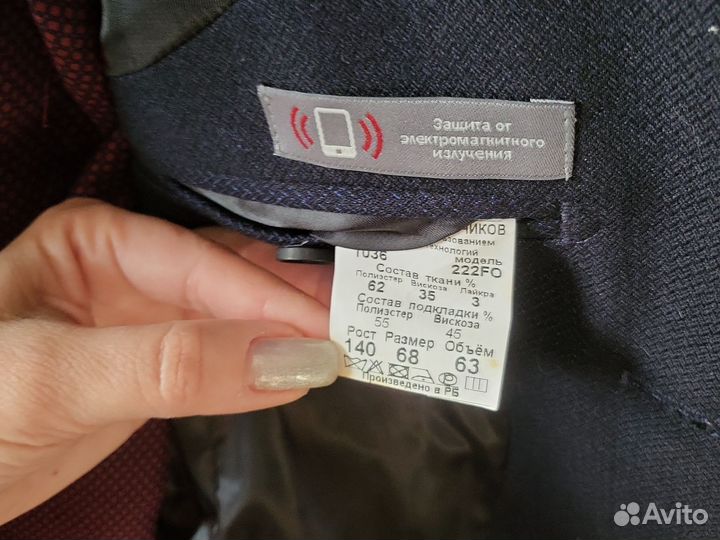 Защита от
электромагнитного
излучения
технологий
1036 модель
222FO
Состав ткани %
Полиэстер Вискоза Лайкра
62 35 3
Состав подкладки %
Полиэстер Вискоза
55 45
Рост Размер Объём
140 68 63
Произведено в РБ
Avito